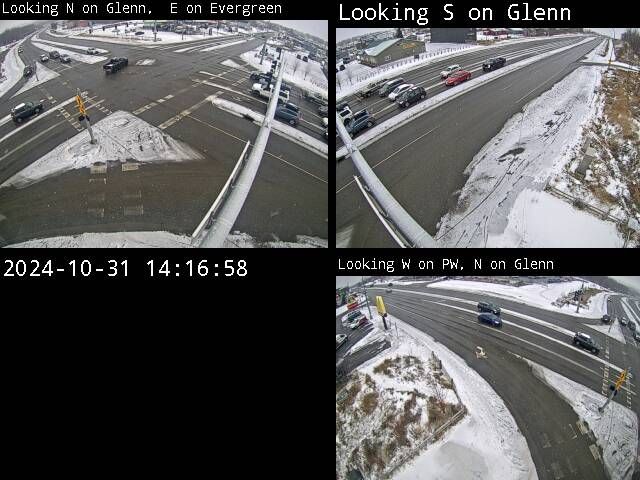 Looking N on Glenn,  E on Evergreen
Looking S on Glenn
2024-10-31 14:16:58
Looking W on PW, N on Glenn